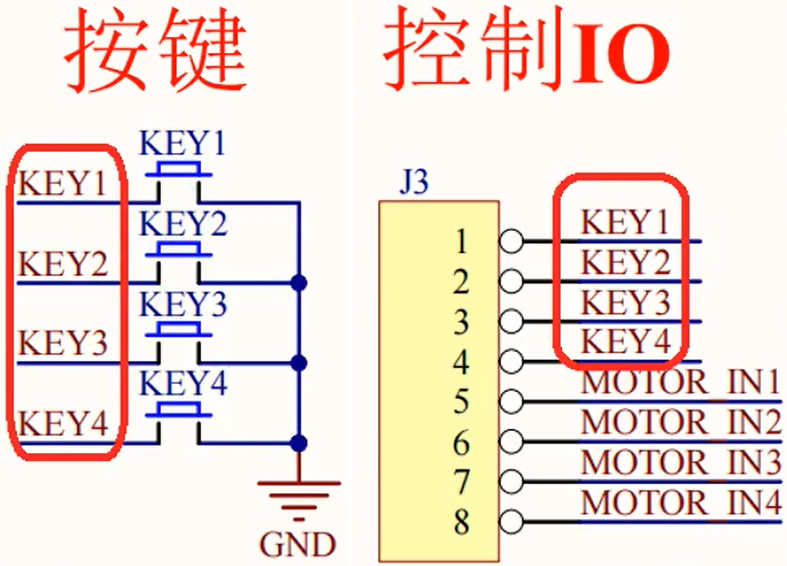 按键
KEY1
KEY1
KEY2
KEY2
KEY3
KEY3
KEY4
KEY4
GND
控制IO
J3
1 KEY1
2 KEY2
3 KEY3
4 KEY4
5 MOTOR_IN1
6 MOTOR_IN2
7 MOTOR_IN3
8 MOTOR_IN4